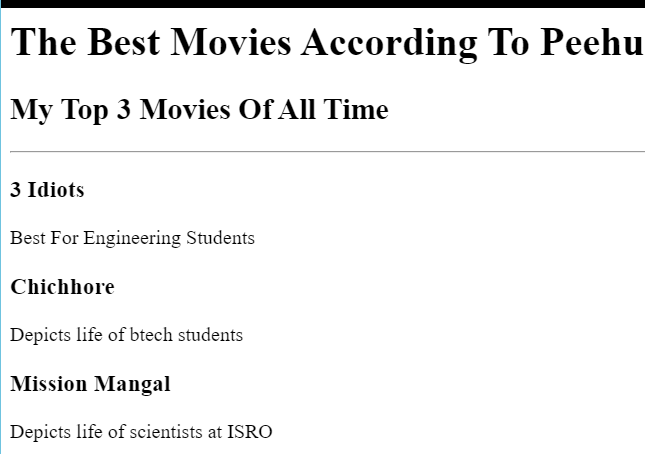 The Best Movies According To Peehu
My Top 3 Movies Of All Time
3 Idiots
Best For Engineering Students
Chichhore
Depicts life of btech students
Mission Mangal
Depicts life of scientists at ISRO